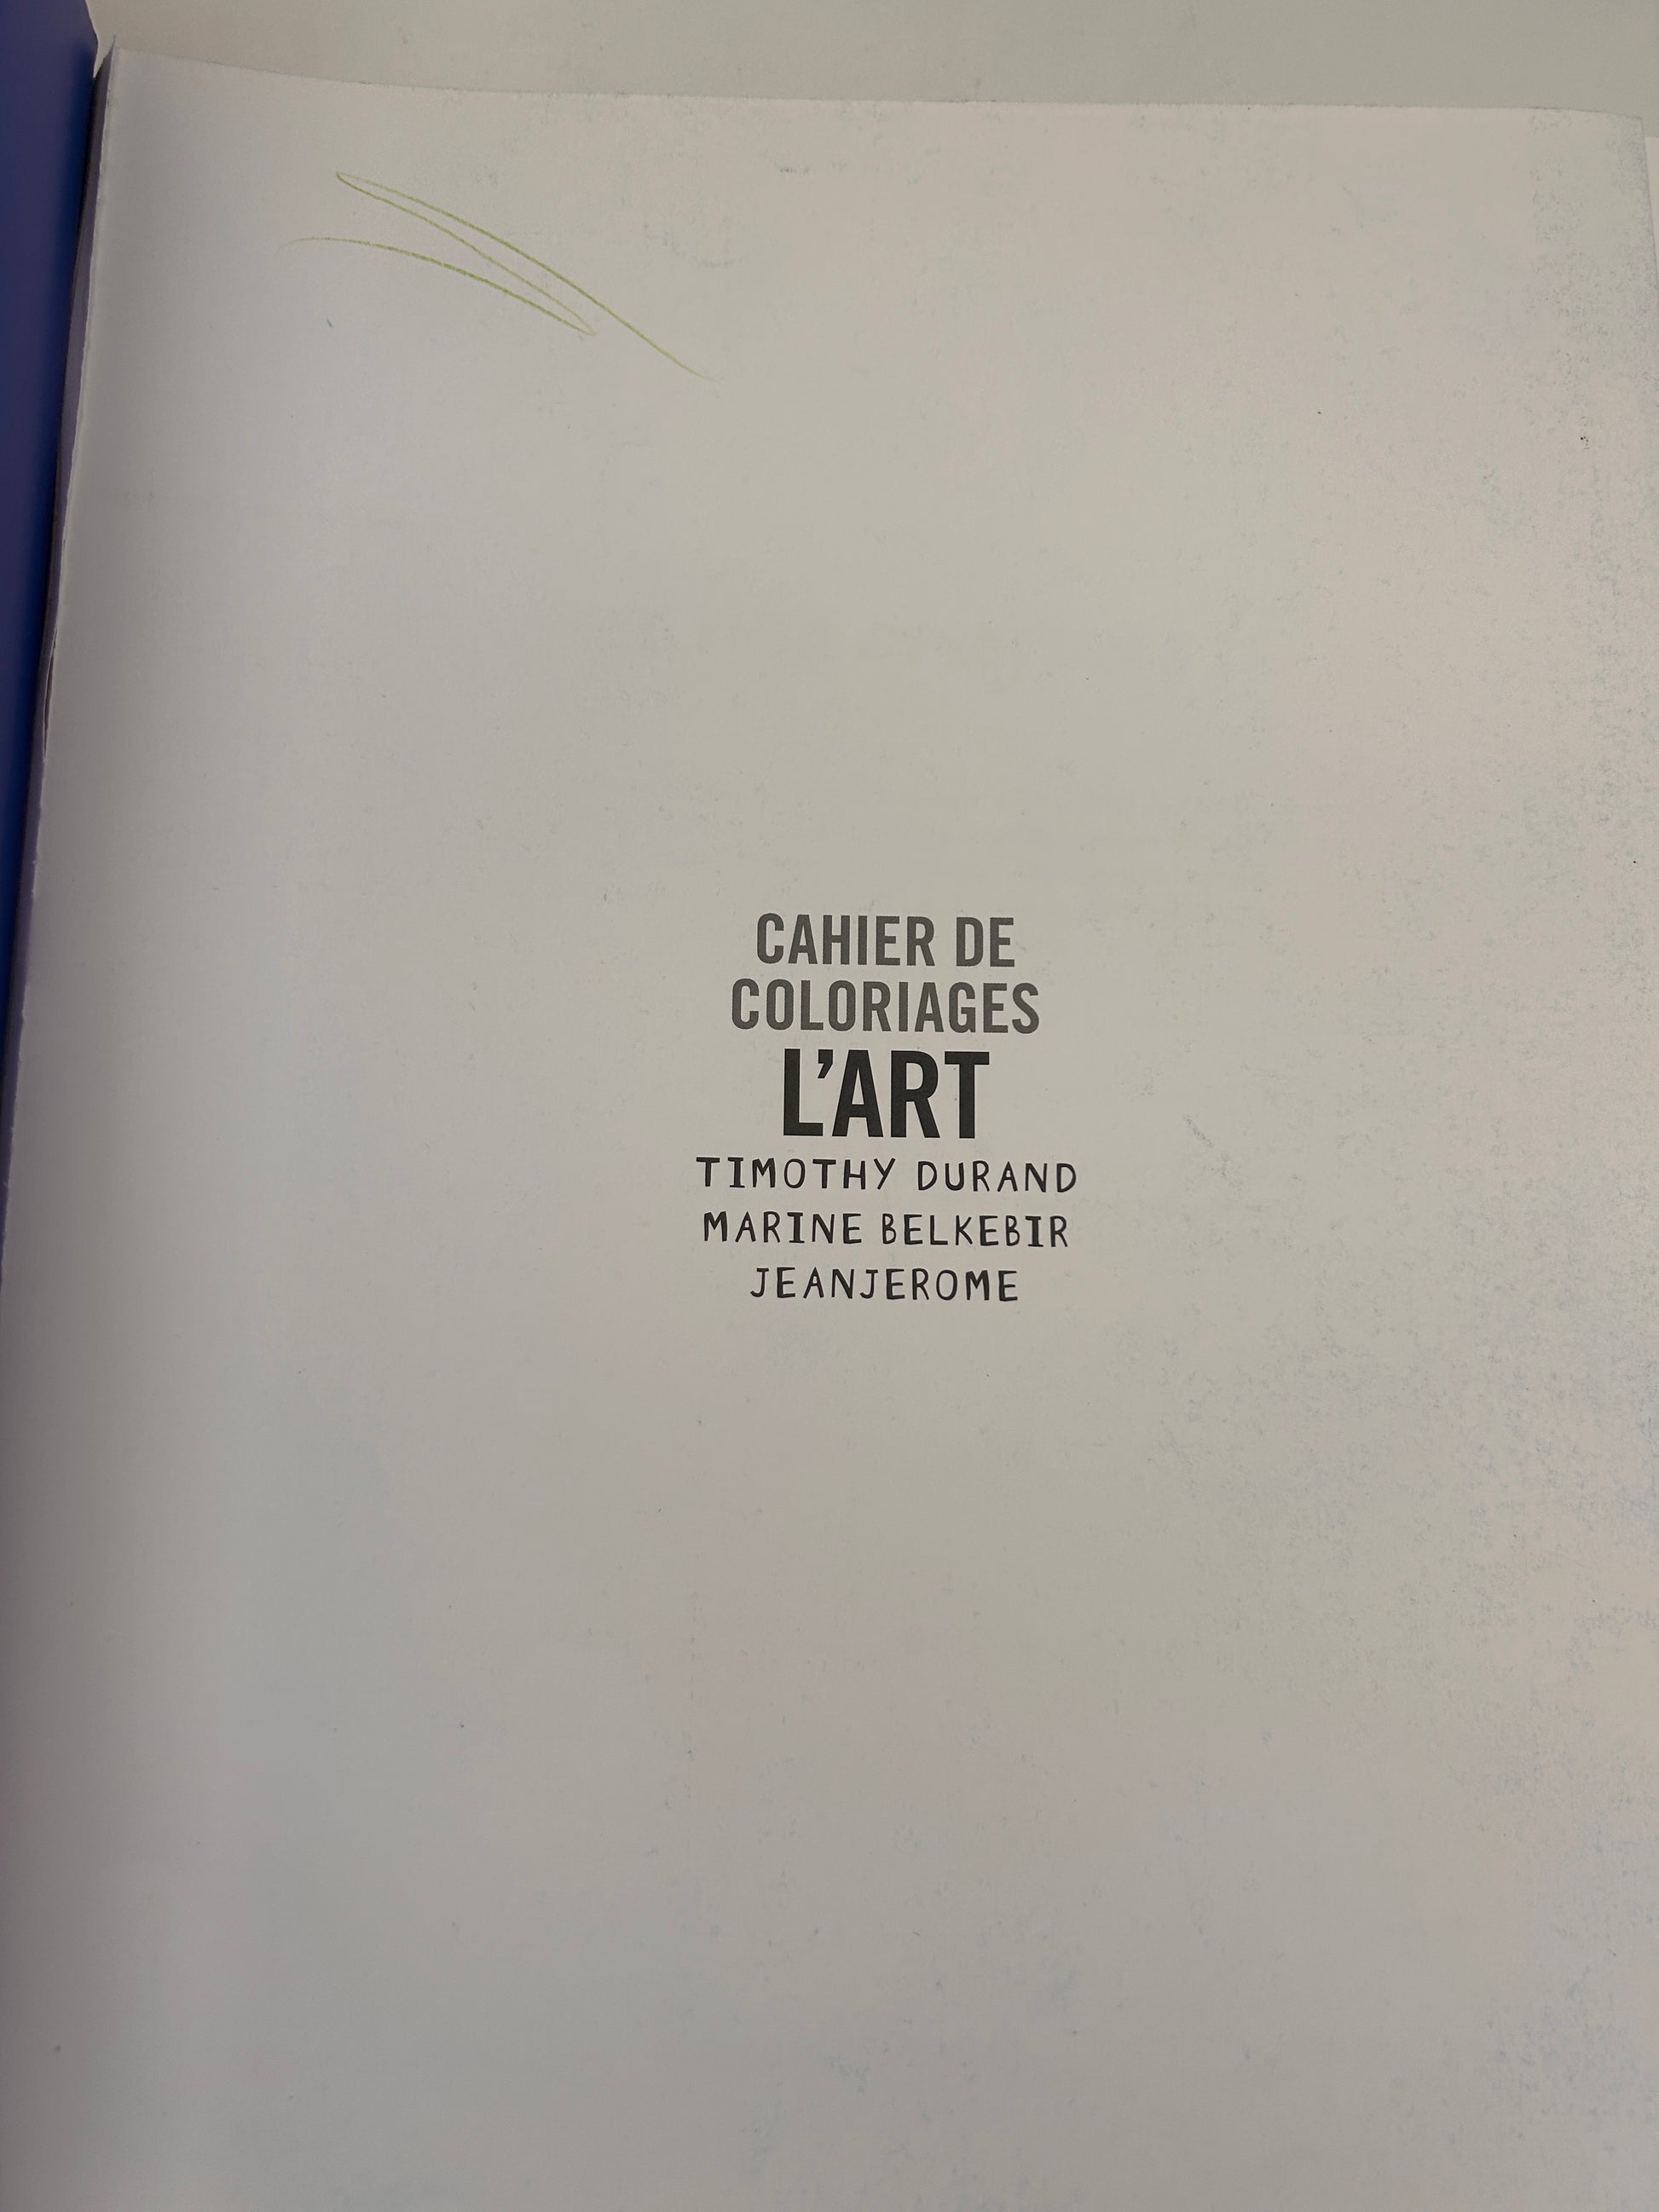 CAHIER DE
COLORIAGES
L'ART
TIMOTHY DURAND
MARINE BELKEBIR
JEANJEROME